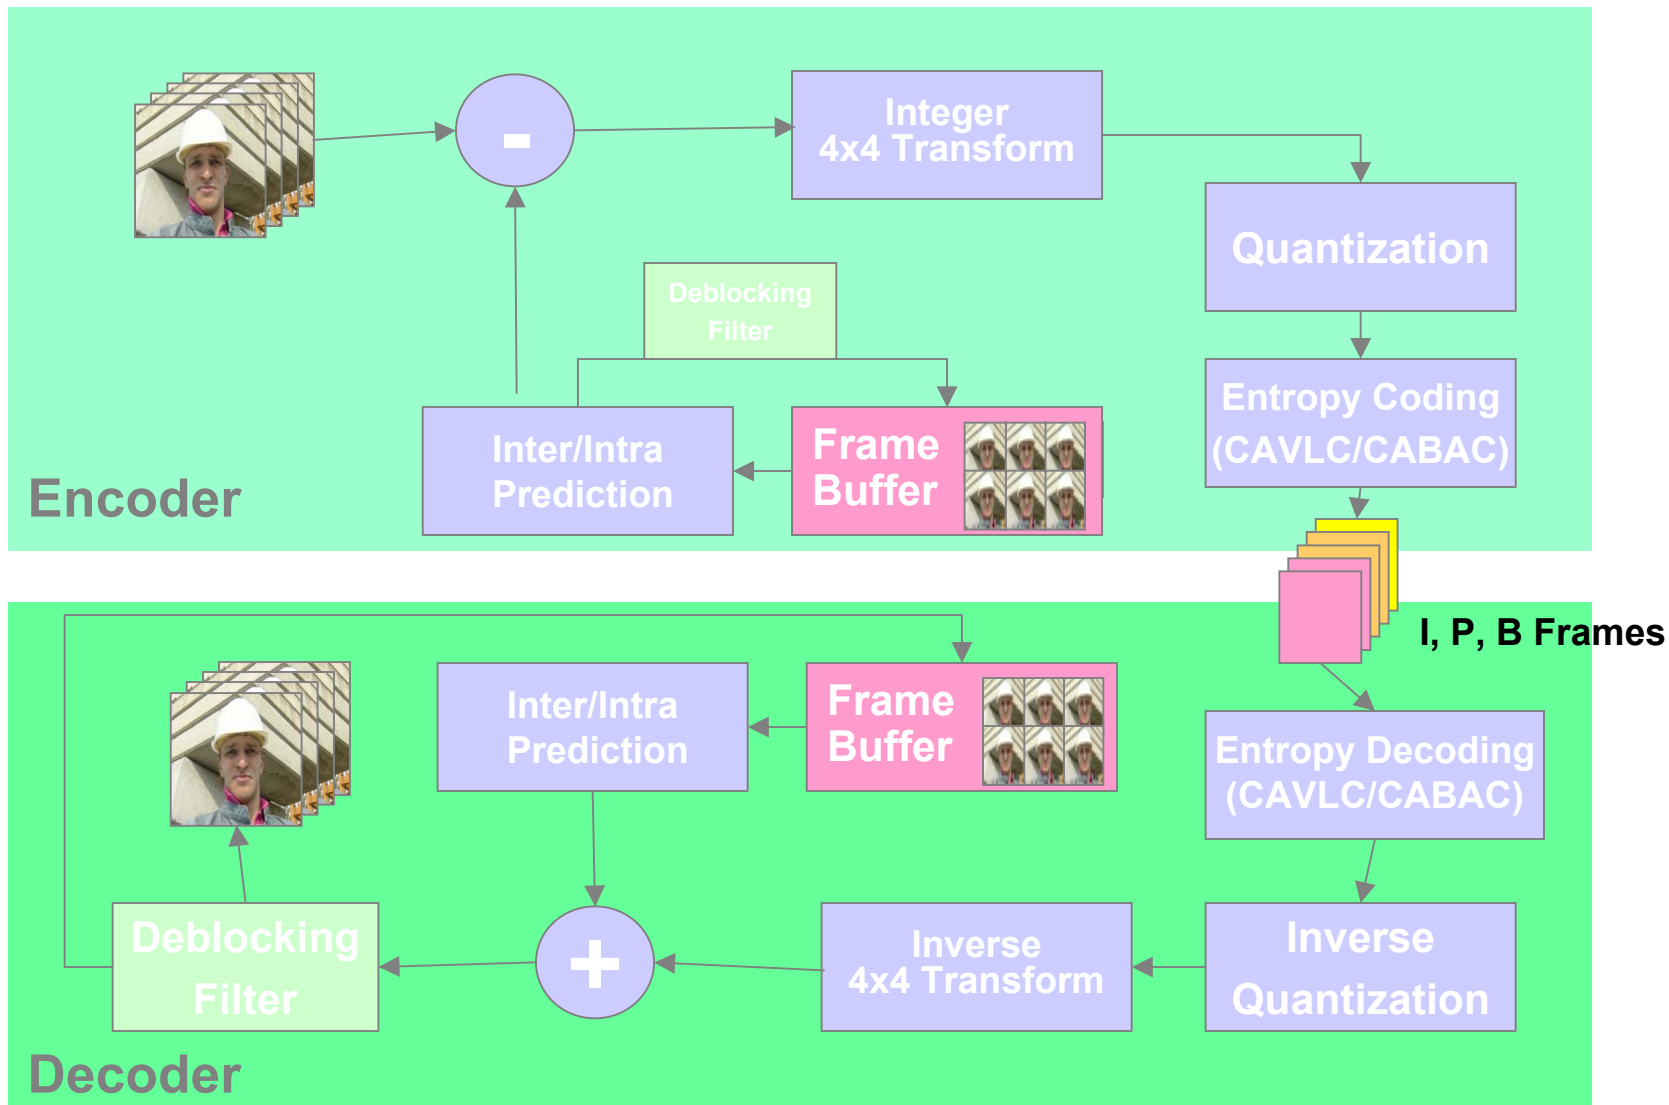 -
Integer
4x4 Transform
Quantization
Deblocking
Filter
Entropy Coding
(CAVLC/CABAC)
Inter/Intra
Prediction
Frame
Buffer
Encoder
I, P, B Frames
Inter/Intra
Prediction
Frame
Buffer
Entropy Decoding
(CAVLC/CABAC)
Deblocking
Filter
+
Inverse
4x4 Transform
Inverse
Quantization
Decoder